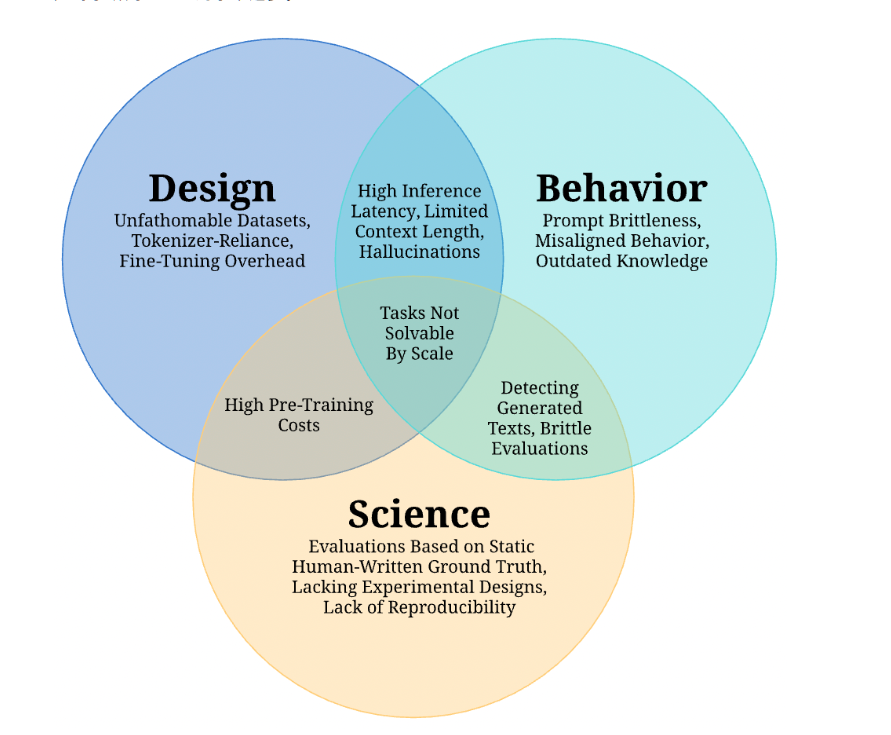 Design
Unfathomable Datasets,
Tokenizer-Reliance,
Fine-Tuning Overhead
High Inference
Latency, Limited
Context Length,
Hallucinations
Behavior
Prompt Brittleness,
Misaligned Behavior,
Outdated Knowledge
Tasks Not
Solvable
By Scale
High Pre-Training
Costs
Detecting
Generated
Texts, Brittle
Evaluations
Science
Evaluations Based on Static
Human-Written Ground Truth,
Lacking Experimental Designs,
Lack of Reproducibility